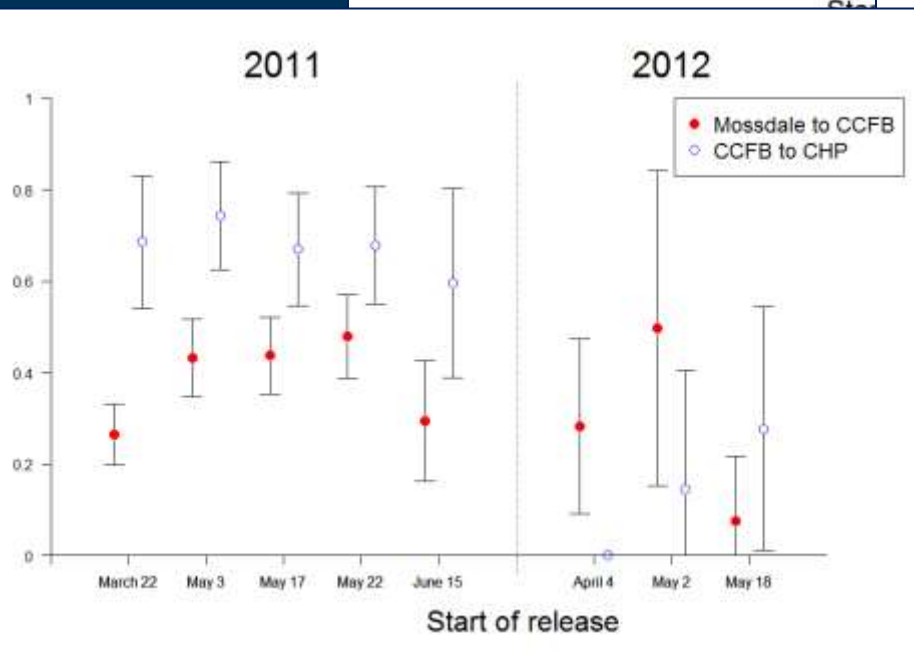 2011 2012
1
0.8
0.6
0.4
0.2
0
Mossdale to CCFB
CCFB to CHP
March 22 May 3 May 17 May 22 June 15 April 4 May 2 May 18
Start of release